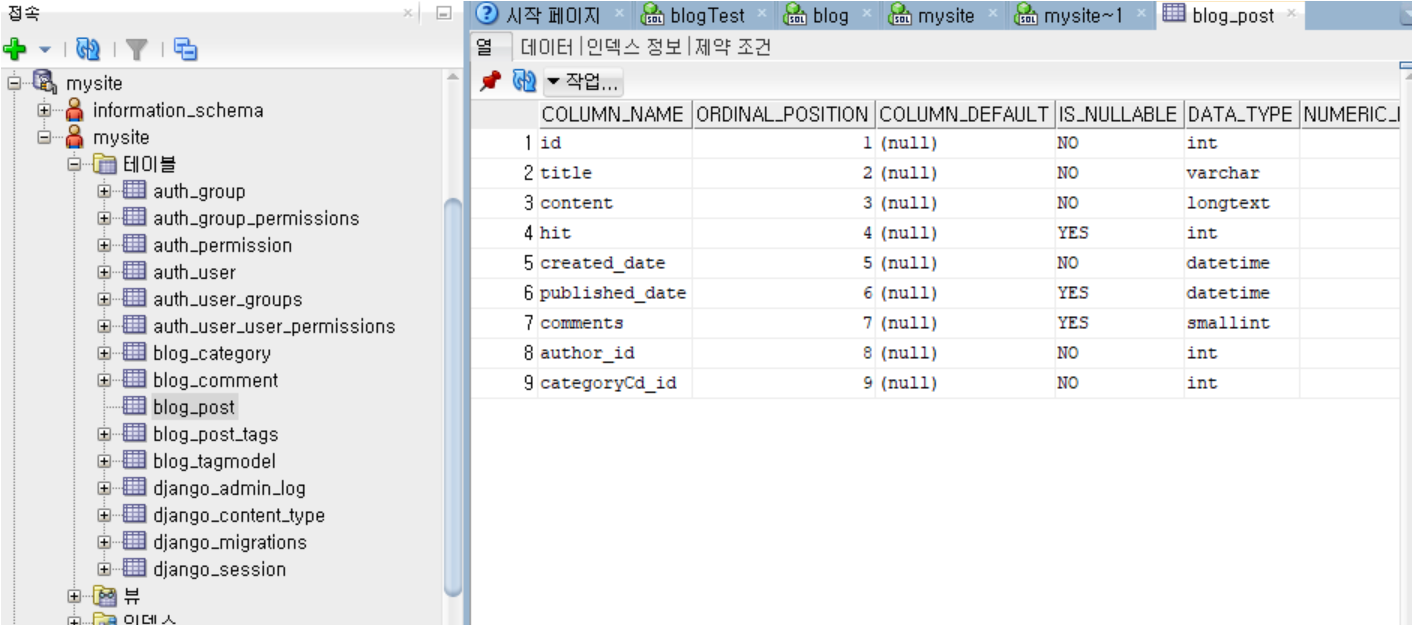 접속
시작 페이지 blogTest blog mysite mysite~1 blog_post
열 데이터 인덱스 정보 제약 조건
작업...
mysite
information_schema
mysite
테이블
auth_group
auth_group_permissions
auth_permission
auth_user
auth_user_groups
auth_user_user_permissions
blog_category
blog_comment
blog_post
blog_post_tags
blog_tagmodel
django_admin_log
django_content_type
django_migrations
django_session
뷰
인덱스
COLUMN_NAME ORDINAL_POSITION COLUMN_DEFAULT IS_NULLABLE DATA_TYPE
1 id 1 (null) NO int
2 title 2 (null) NO varchar
3 content 3 (null) NO longtext
4 hit 4 (null) YES int
5 created_date 5 (null) NO datetime
6 published_date 6 (null) YES datetime
7 comments 7 (null) YES smallint
8 author_id 8 (null) NO int
9 categoryCd_id 9 (null) NO int